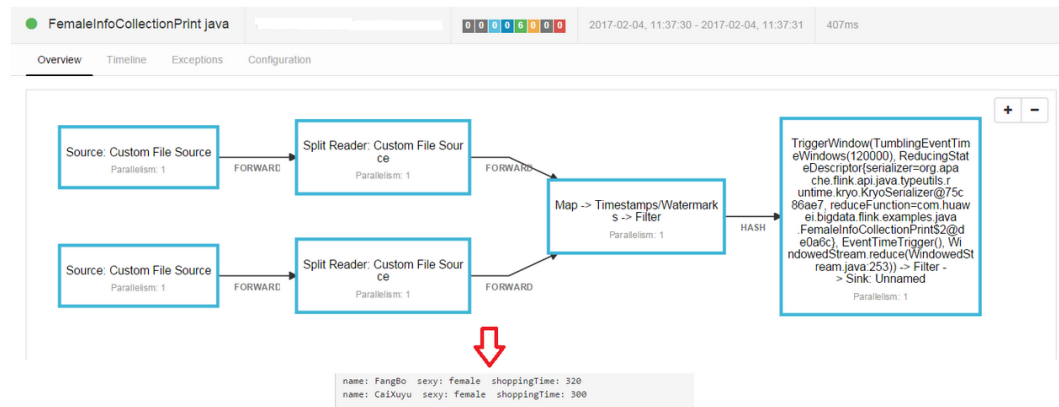 FemaleInfoCollectionPrint java
0 0 0 0 6 0 0 0
2017-02-04, 11:37:30 - 2017-02-04, 11:37:31
407ms
Overview Timeline Exceptions Configuration
+ −
Source: Custom File Source
Parallelism: 1
FORWARD
Split Reader: Custom File Sour
ce
Parallelism: 1
FORWARD
Source: Custom File Source
Parallelism: 1
FORWARD
Split Reader: Custom File Sour
ce
Parallelism: 1
FORWARD
Map -> Timestamps/Watermark
s -> Filter
Parallelism: 1
HASH
TriggerWindow(TumblingEventTim
eWindows(120000), ReducingStat
eDescriptor{serializer=org.apa
che.flink.api.java.typeutils.r
untime.kryo.KryoSerializer@75c
86ae7, reduceFunction=com.huaw
ei.bigdata.flink.examples.java
.FemaleInfoCollectionPrint$2@d
e0a6c}, EventTimeTrigger(), Wi
ndowedStream.reduce(WindowedSt
ream.java:253)) -> Filter -
> Sink: Unnamed
Parallelism: 1
name: FangBo sexy: female shoppingTime: 320
name: CaiXuyu sexy: female shoppingTime: 300